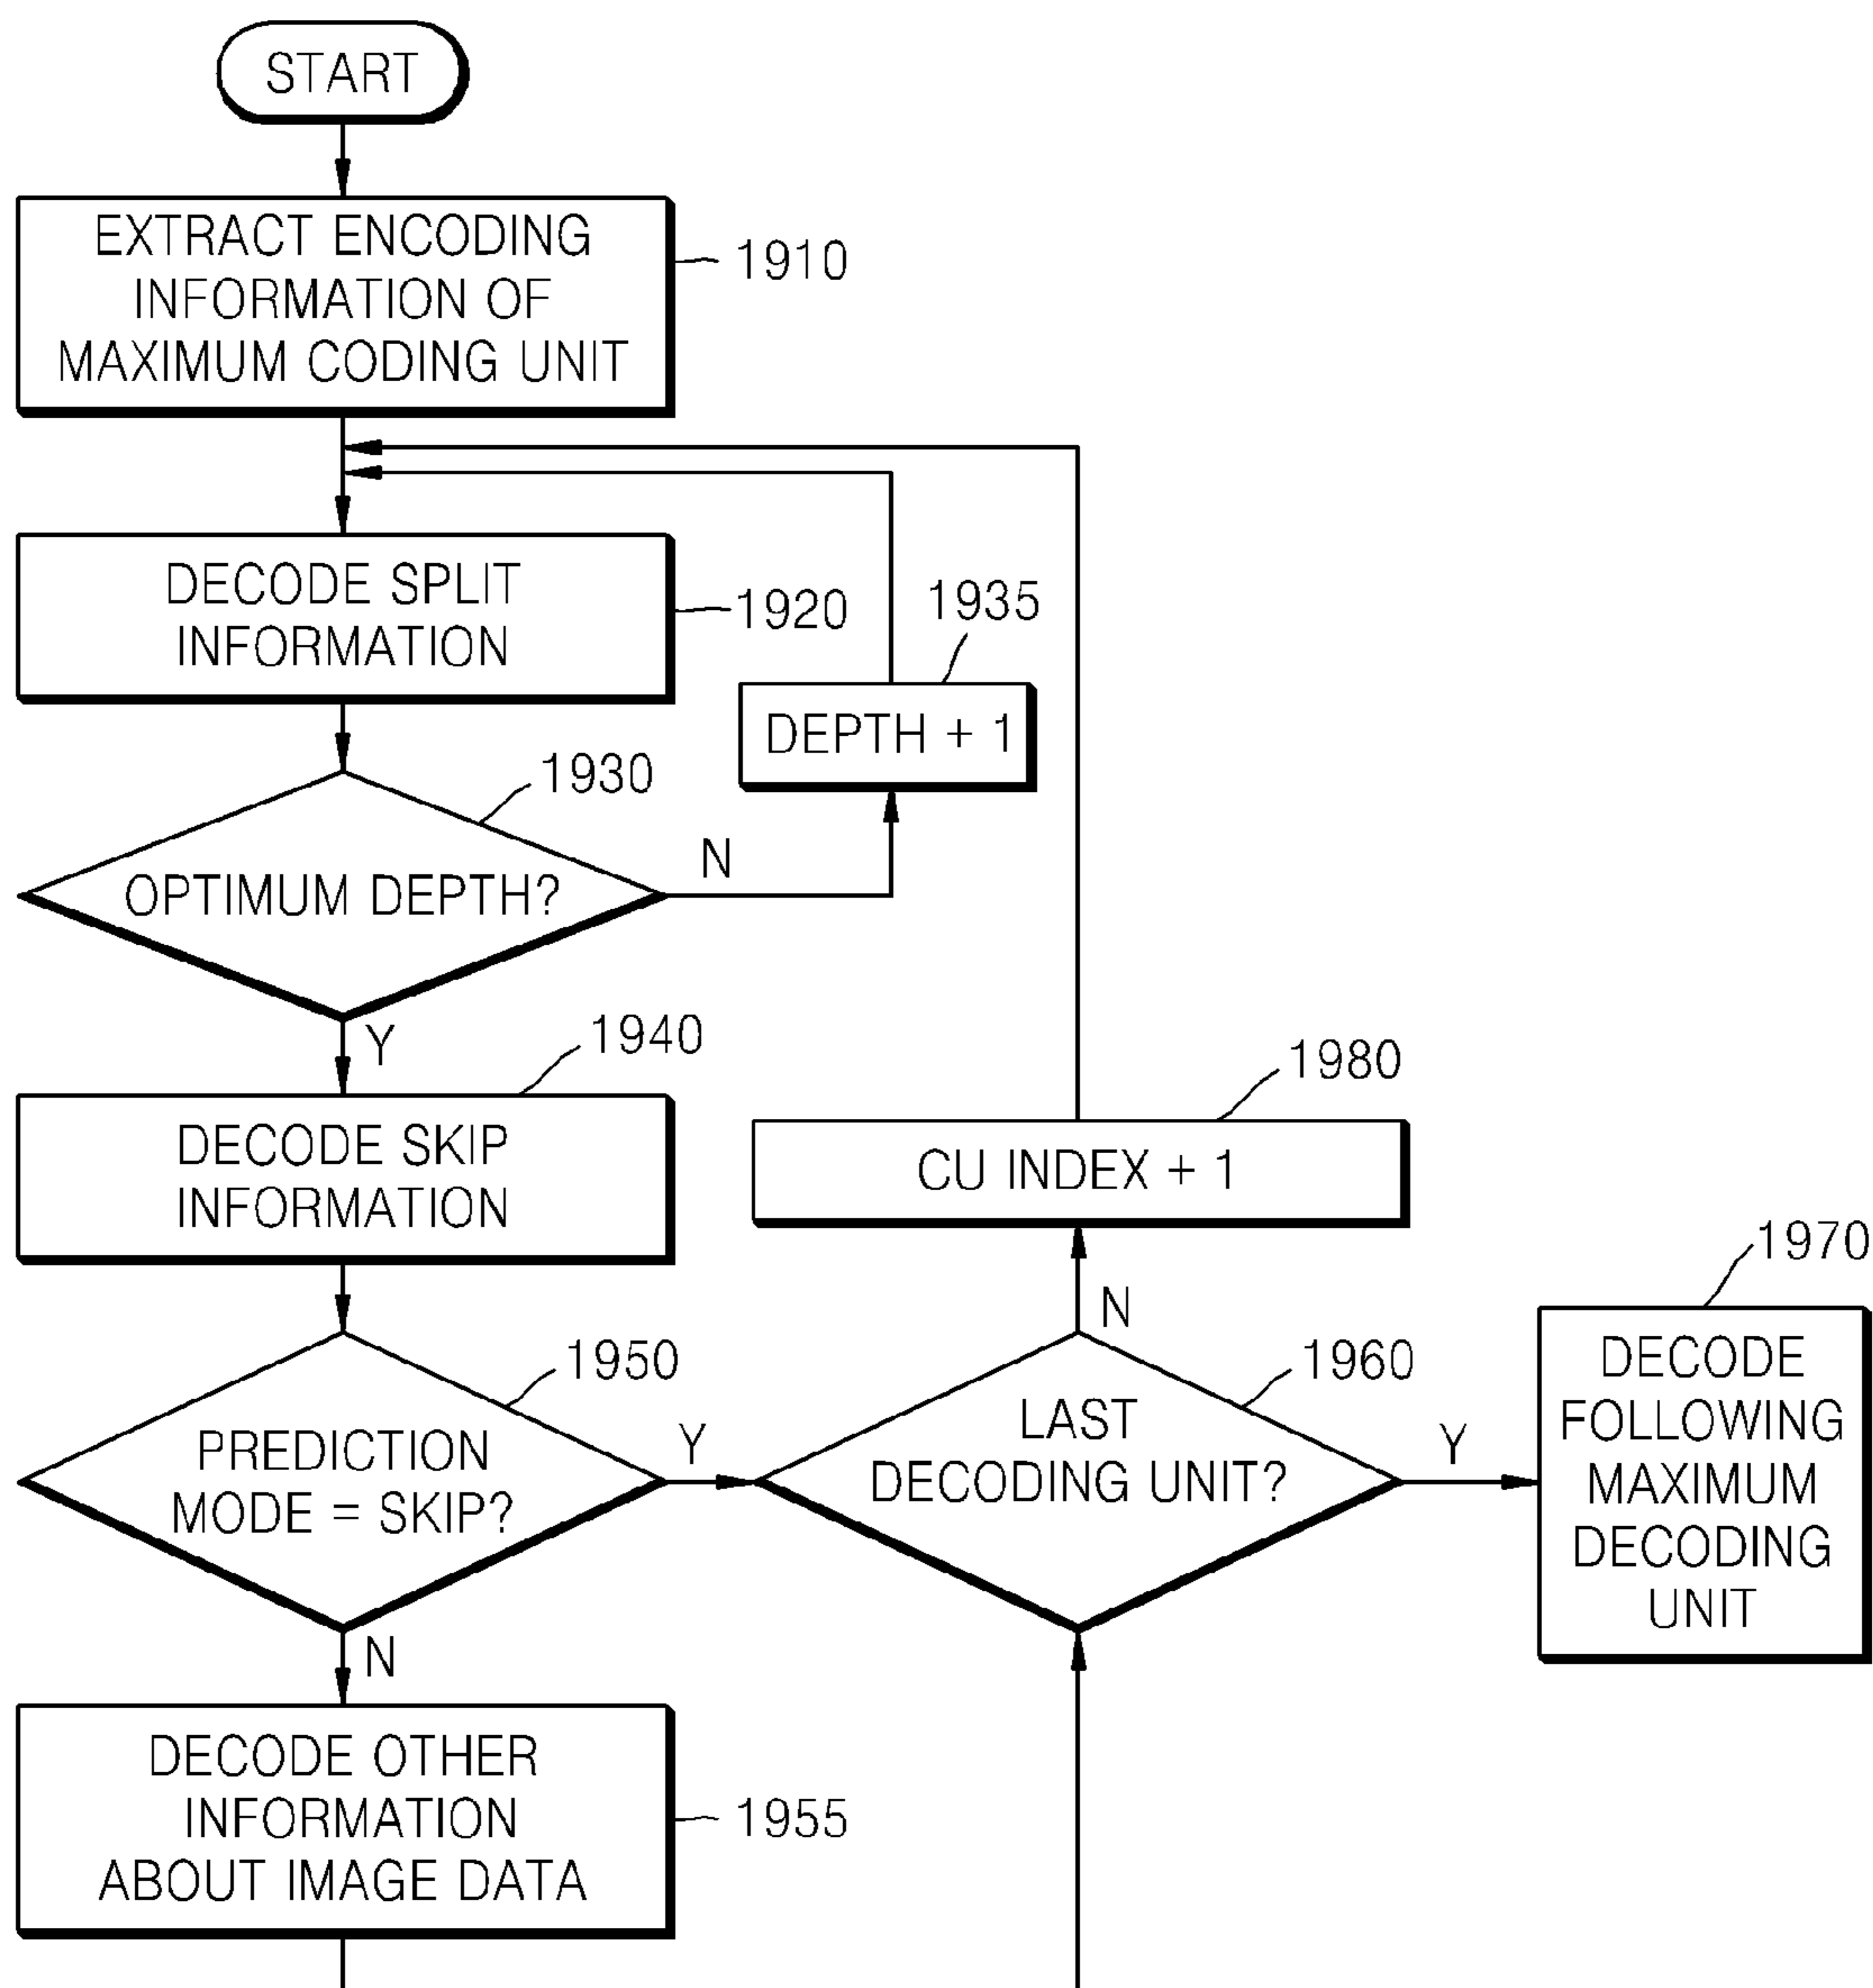 START
EXTRACT ENCODING
INFORMATION OF
MAXIMUM CODING UNIT
1910
DECODE SPLIT
INFORMATION
1920
1935
DEPTH + 1
1930
OPTIMUM DEPTH?
N
Y
1940
DECODE SKIP
INFORMATION
1980
CU INDEX + 1
1950
PREDICTION
MODE = SKIP?
Y
N
N
1960
LAST
DECODING UNIT?
Y
1970
DECODE
FOLLOWING
MAXIMUM
DECODING
UNIT
DECODE OTHER
INFORMATION
ABOUT IMAGE DATA
1955